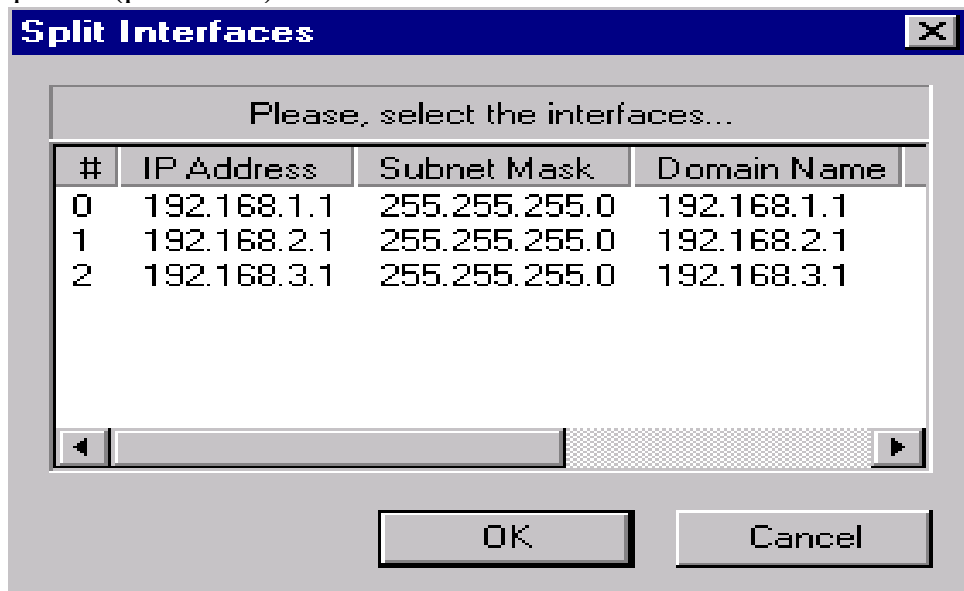 Split Interfaces
Please, select the interfaces...
# IP Address Subnet Mask Domain Name
0 192.168.1.1 255.255.255.0 192.168.1.1
1 192.168.2.1 255.255.255.0 192.168.2.1
2 192.168.3.1 255.255.255.0 192.168.3.1
OK Cancel